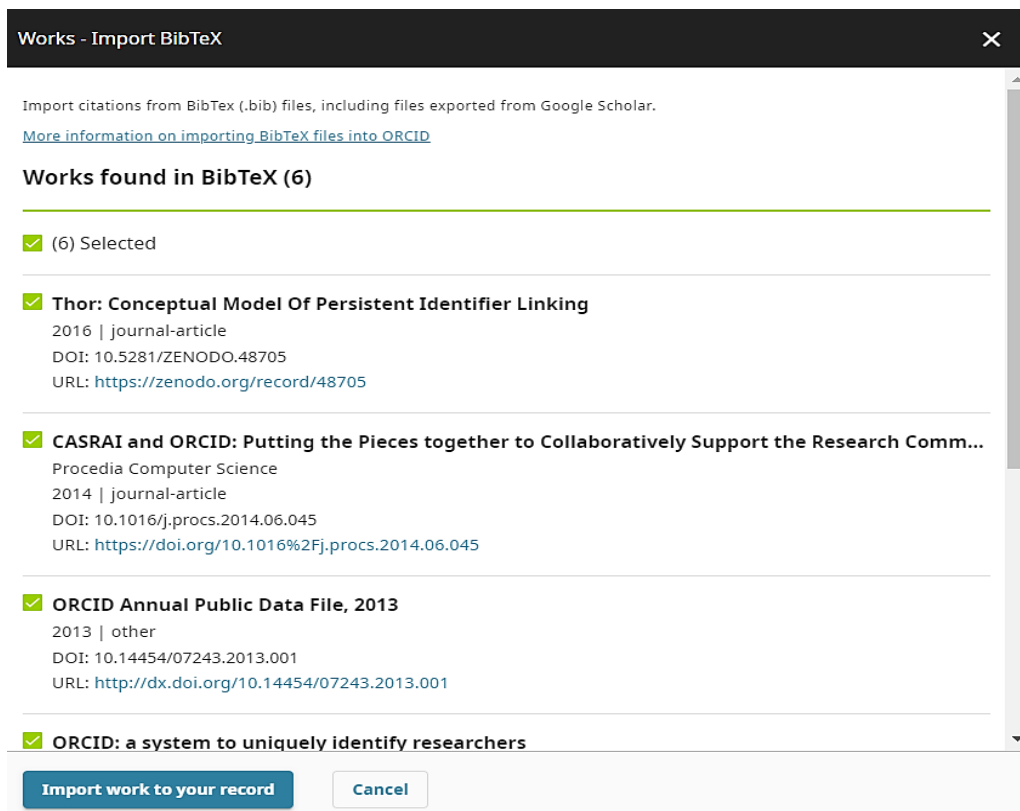 Works - Import BibTeX
Import citations from BibTex (.bib) files, including files exported from Google Scholar.
More information on importing BibTeX files into ORCID
Works found in BibTeX (6)
(6) Selected
Thor: Conceptual Model Of Persistent Identifier Linking
2016 | journal-article
DOI: 10.5281/ZENODO.48705
URL: https://zenodo.org/record/48705
CASRAI and ORCID: Putting the Pieces together to Collaboratively Support the Research Comm...
Procedia Computer Science
2014 | journal-article
DOI: 10.1016/j.procs.2014.06.045
URL: https://doi.org/10.1016%2Fj.procs.2014.06.045
ORCID Annual Public Data File, 2013
2013 | other
DOI: 10.14454/07243.2013.001
URL: http://dx.doi.org/10.14454/07243.2013.001
ORCID: a system to uniquely identify researchers
Import work to your record
Cancel